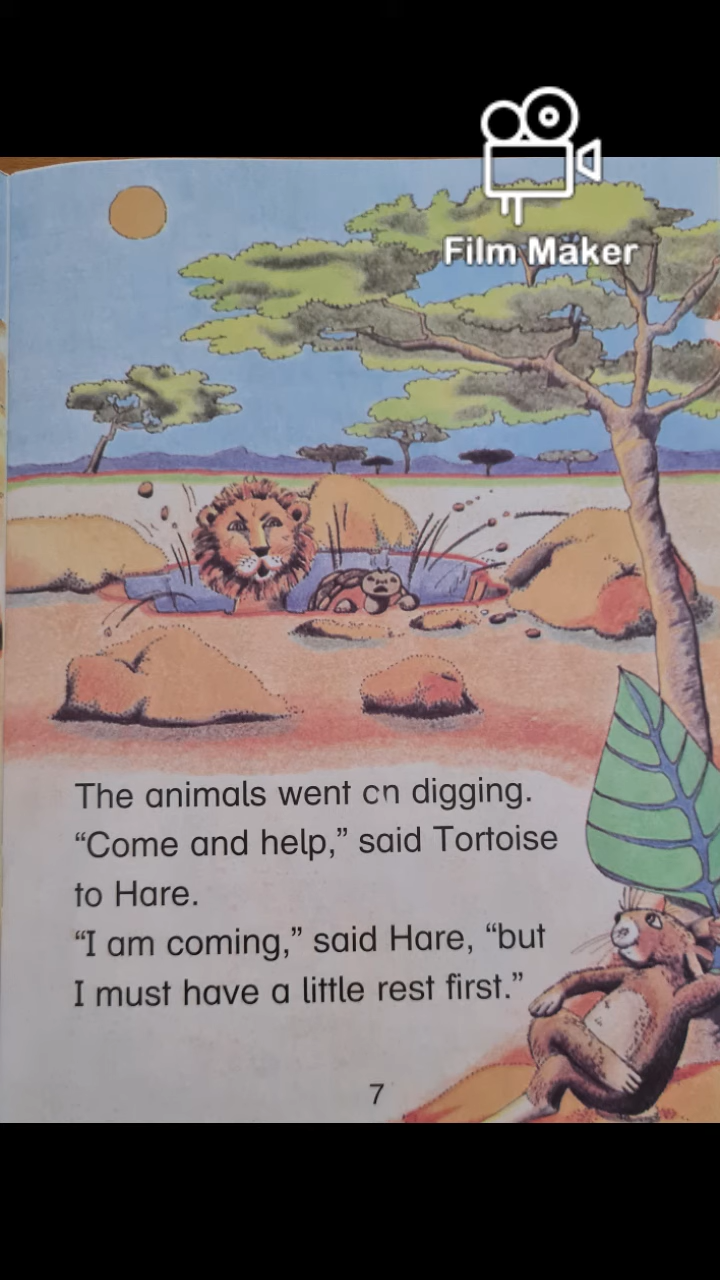 Film Maker
The animals went on digging.
“Come and help,” said Tortoise
to Hare.
“I am coming,” said Hare, “but
I must have a little rest first.”
7